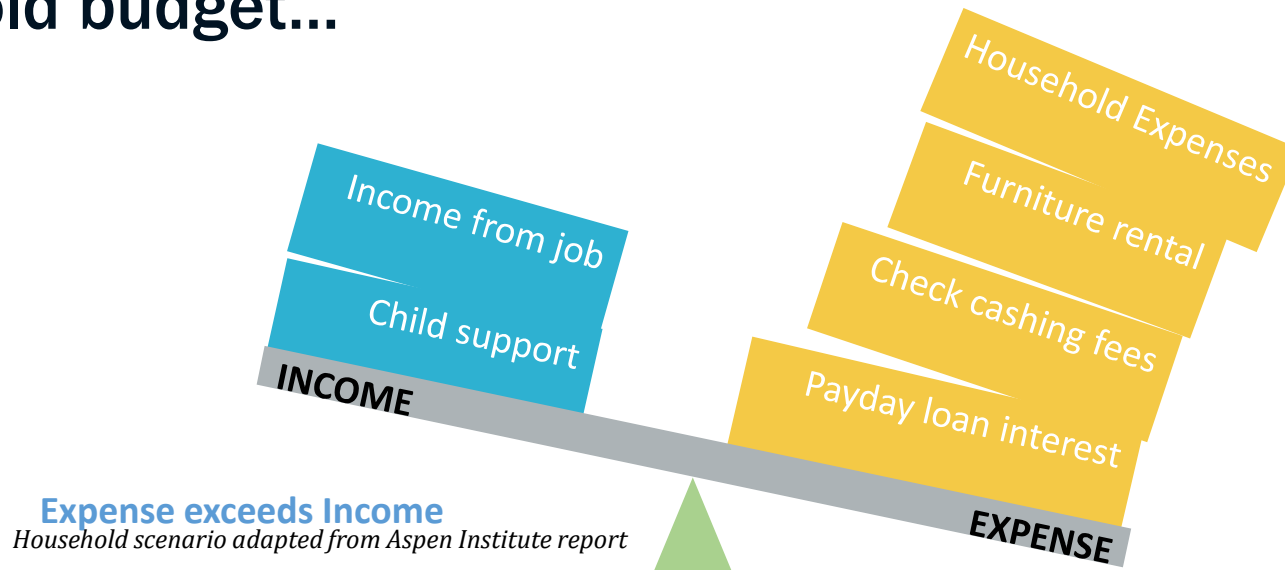 budget...
Household Expenses
Furniture rental
Check cashing fees
Payday loan interest
Income from job
Child support
INCOME
EXPENSE
Expense exceeds Income
Household scenario adapted from Aspen Institute report